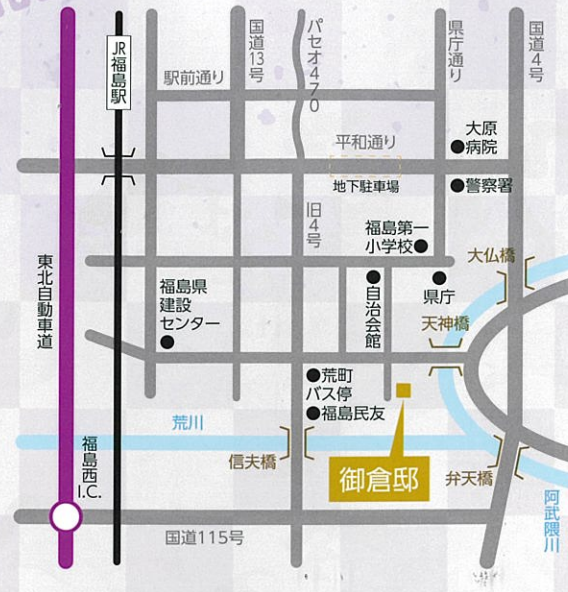 JR福島駅
国道13号
パセオ470
県庁通り
国道4号
駅前通り
大原
病院
平和通り
地下駐車場
警察署
旧4号
福島第一
小学校
大仏橋
東北自動車道
福島県
建設
センター
自治会館
県庁
天神橋
荒町
バス停
福島民友
荒川
信夫橋
御倉邸
弁天橋
福島西
I.C.
阿武隈川
国道115号